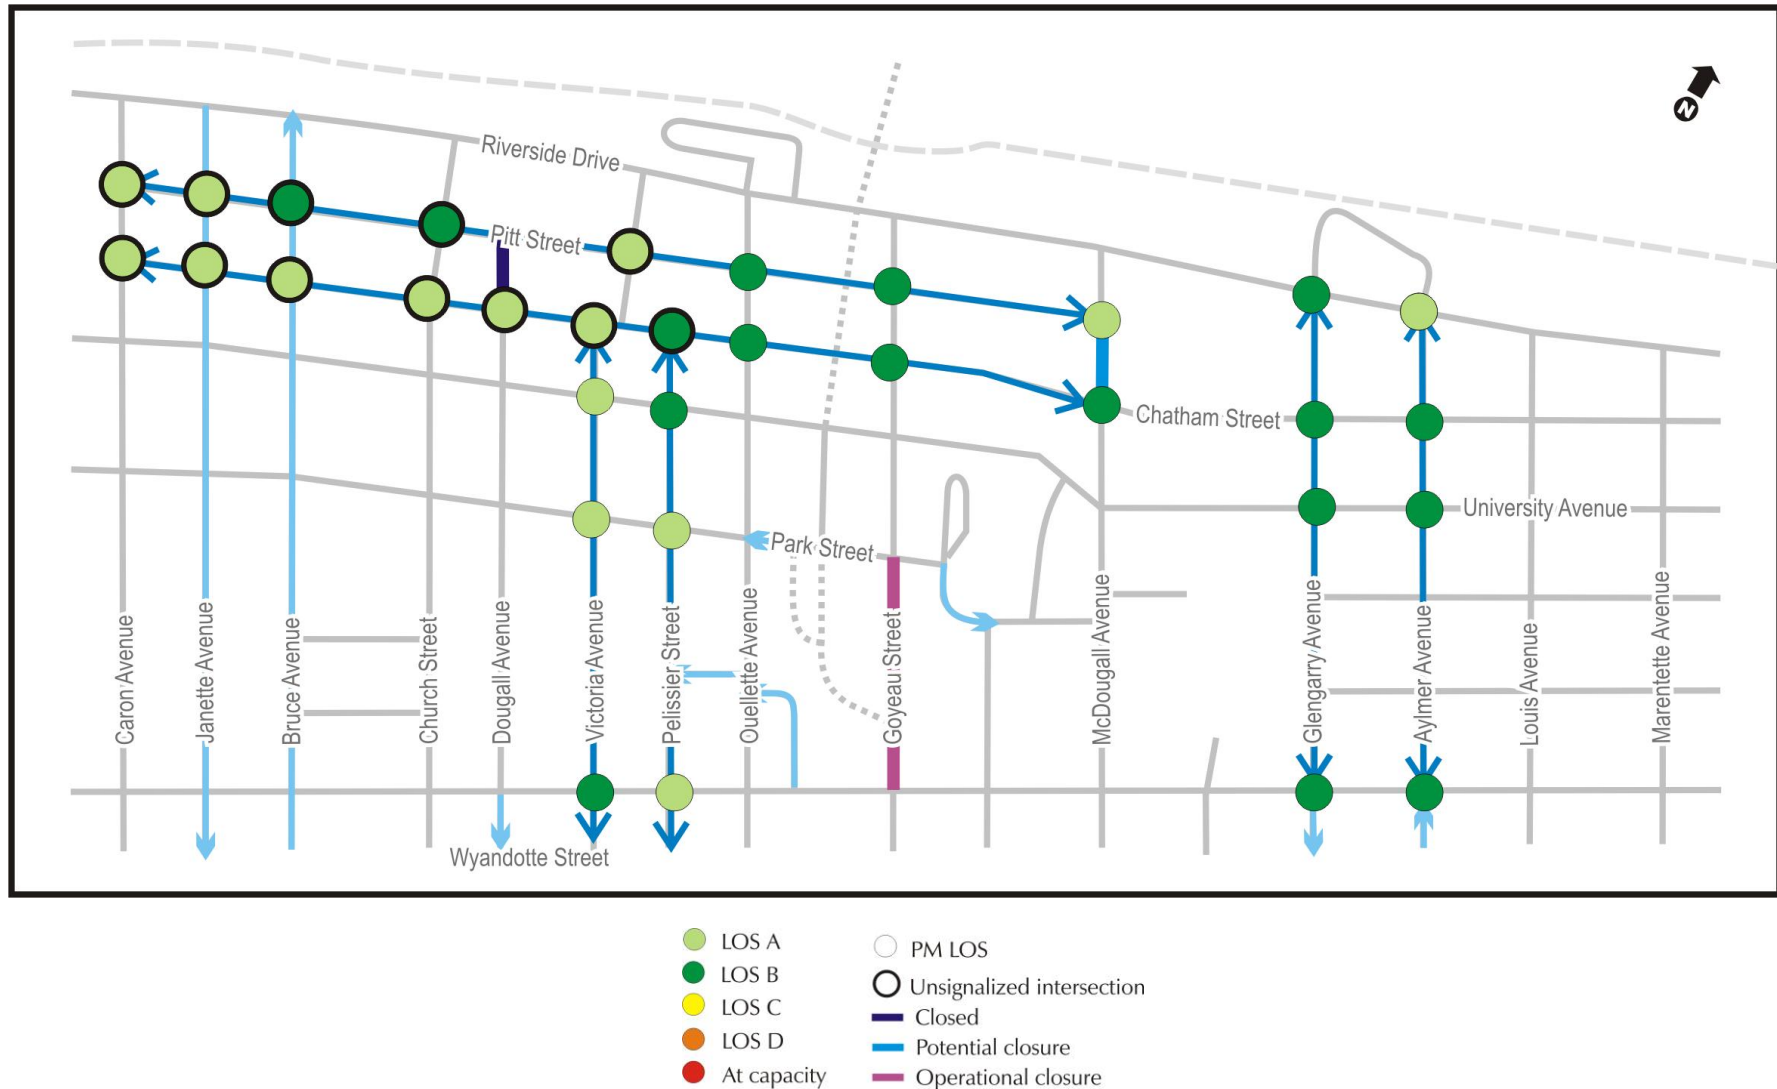 N
Riverside Drive
Pitt Street
Chatham Street
University Avenue
Park Street
Caron Avenue
Janette Avenue
Bruce Avenue
Church Street
Dougall Avenue
Victoria Avenue
Pelissier Street
Ouellette Avenue
Goyeau Street
McDougall Avenue
Glengarry Avenue
Aylmer Avenue
Louis Avenue
Marentette Avenue
Wyandotte Street
LOS A
LOS B
LOS C
LOS D
At capacity
PM LOS
Unsignalized intersection
Closed
Potential closure
Operational closure